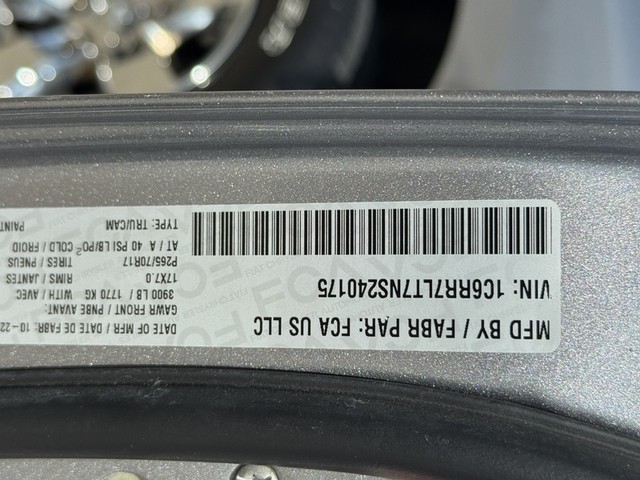 MFD BY / FABR PAR: FCA US LLC
DATE OF MFR / DATE DE FABR: 10-22
GAWR FRONT / PNBE AVANT:
3900 LB / 1770 KG WITH / AVEC
VIN: 1C6RR7LT7NS240175
17X7.0 RIMS / JANTES
P265/70R17 TIRES / PNEUS
AT / A 40 PSI LB/PO² COLD / FROID
TYPE: TRU/CAM
PAINT